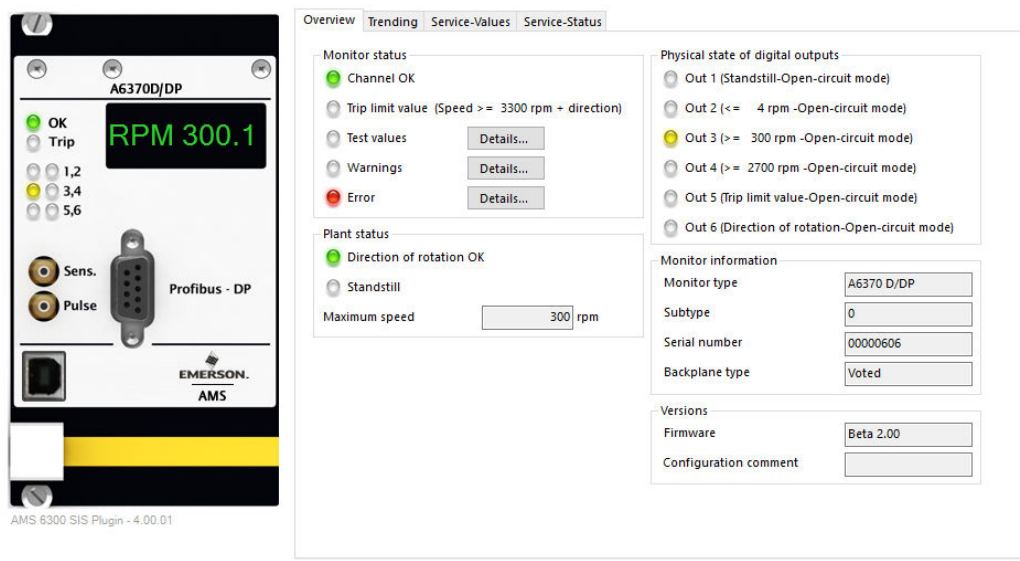 A6370D/DP
OK
Trip
RPM 300.1
1,2
3,4
5,6
Sens.
Pulse
Profibus - DP
EMERSON.
AMS
AMS 6300 SIS Plugin - 4.00.01
Overview Trending Service-Values Service-Status
Monitor status
Channel OK
Trip limit value (Speed >= 3300 rpm + direction)
Test values Details...
Warnings Details...
Error Details...
Plant status
Direction of rotation OK
Standstill
Maximum speed 300 rpm
Physical state of digital outputs
Out 1 (Standstill-Open-circuit mode)
Out 2 (<= 4 rpm -Open-circuit mode)
Out 3 (>= 300 rpm -Open-circuit mode)
Out 4 (>= 2700 rpm -Open-circuit mode)
Out 5 (Trip limit value-Open-circuit mode)
Out 6 (Direction of rotation-Open-circuit mode)
Monitor information
Monitor type A6370 D/DP
Subtype 0
Serial number 00000606
Backplane type Voted
Versions
Firmware Beta 2.00
Configuration comment